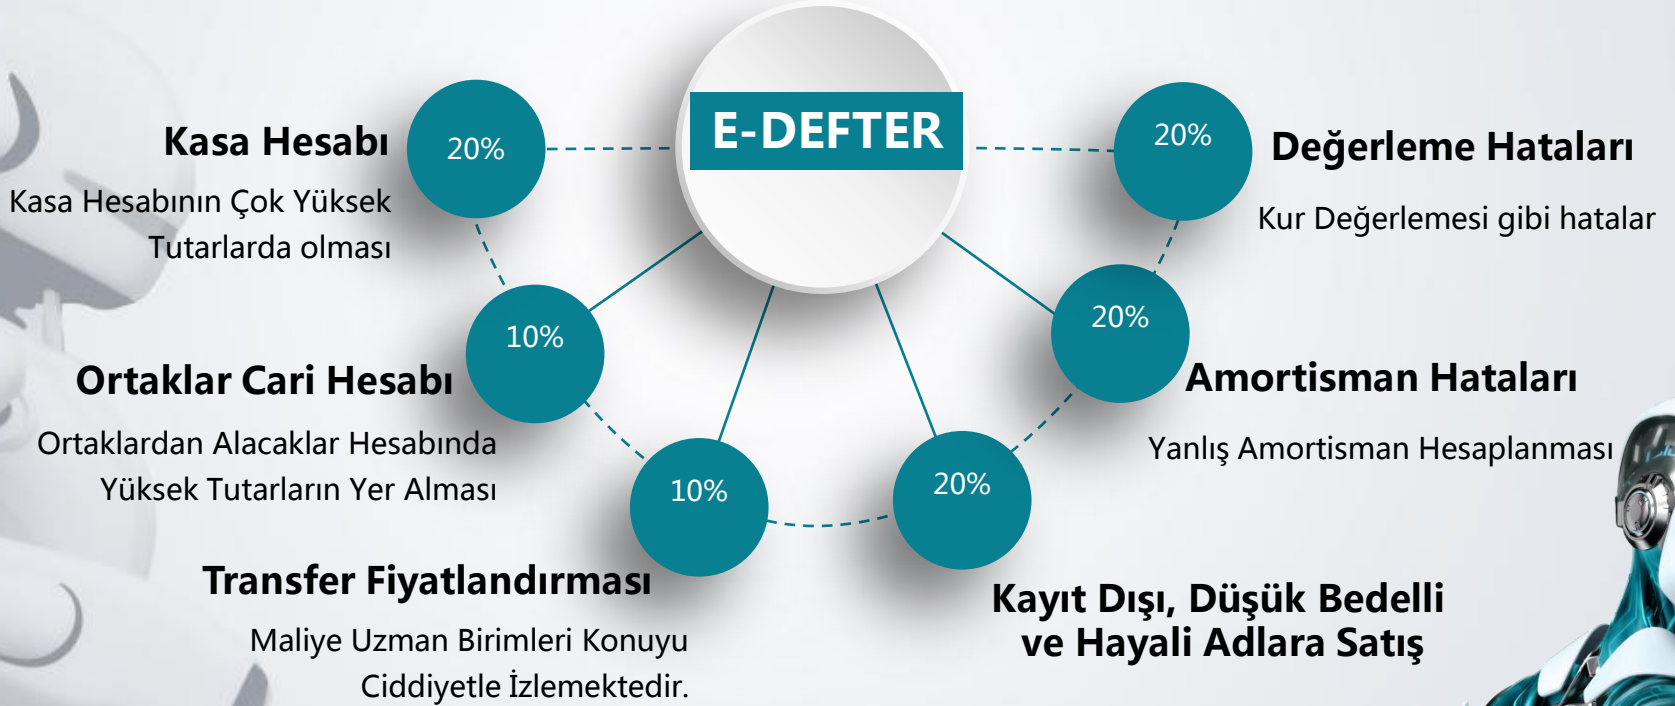 E-DEFTER
20%
Kasa Hesabı
Kasa Hesabının Çok Yüksek
Tutarlarda olması
10%
Ortaklar Cari Hesabı
Ortaklardan Alacaklar Hesabında
Yüksek Tutarların Yer Alması
10%
Transfer Fiyatlandırması
Maliye Uzman Birimleri Konuyu
Ciddiyetle İzlemektedir.
20%
Kayıt Dışı, Düşük Bedelli
ve Hayali Adlara Satış
20%
Amortisman Hataları
Yanlış Amortisman Hesaplanması
20%
Değerleme Hataları
Kur Değerlemesi gibi hatalar